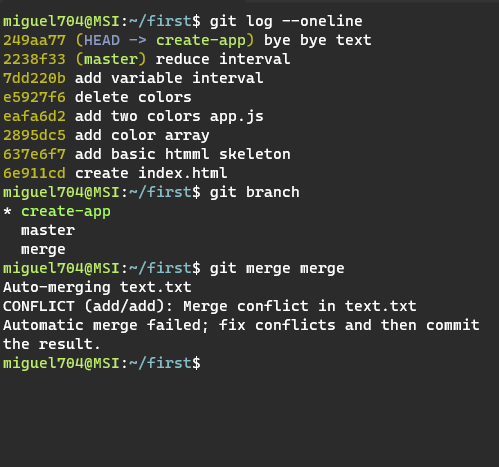 miguel704@MSI:~/first$ git log --oneline
249aa77 (HEAD -> create-app) bye bye text
2238f33 (master) reduce interval
7dd220b add variable interval
e5927f6 delete colors
eafa6d2 add two colors app.js
2895dc5 add color array
637e6f7 add basic htmml skeleton
6e911cd create index.html
miguel704@MSI:~/first$ git branch
* create-app
  master
  merge
miguel704@MSI:~/first$ git merge merge
Auto-merging text.txt
CONFLICT (add/add): Merge conflict in text.txt
Automatic merge failed; fix conflicts and then commit
the result.
miguel704@MSI:~/first$